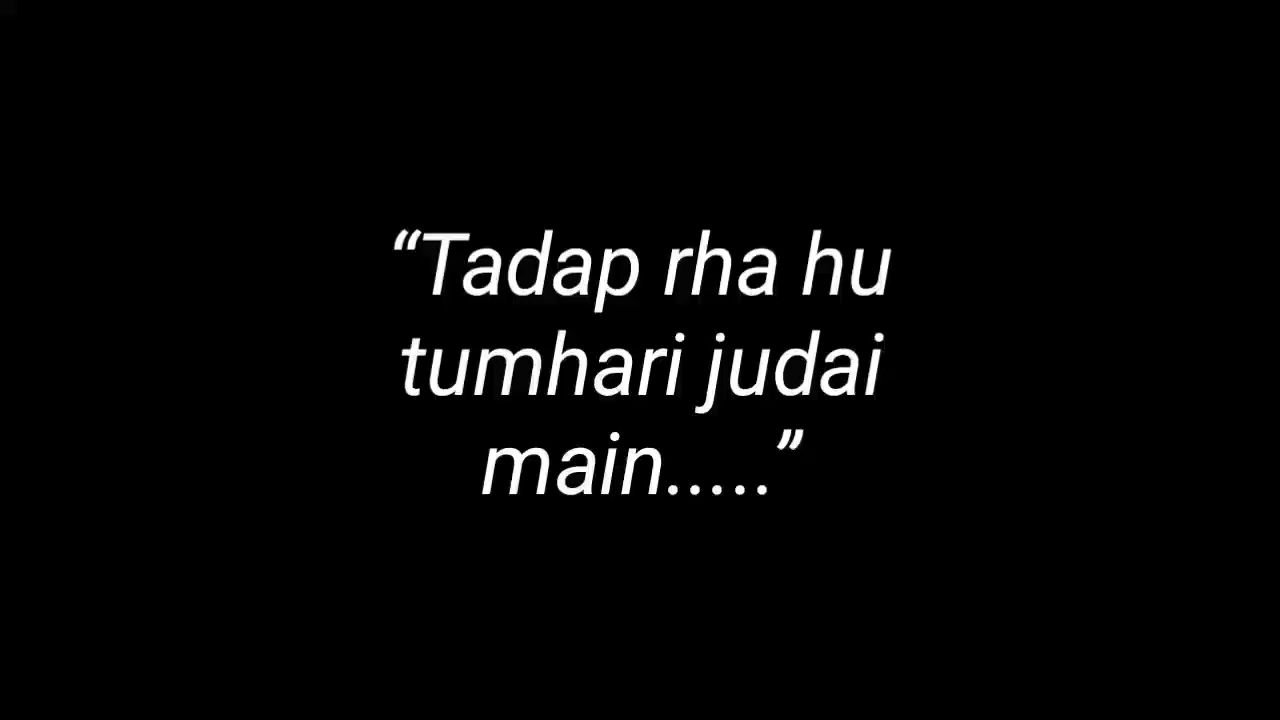 “Tadap rha hu
tumhari judai
main.....”